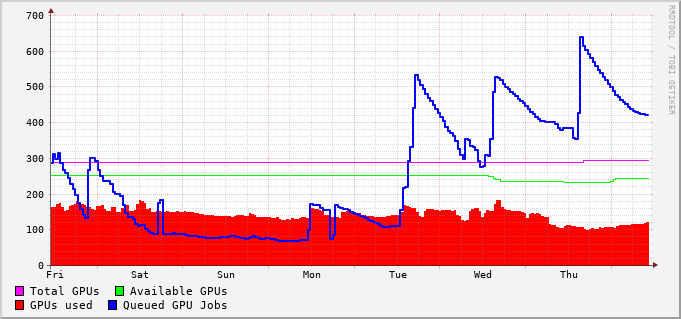 700
600
500
400
300
200
100
0
Fri Sat Sun Mon Tue Wed Thu
Total GPUs Available GPUs
GPUs used Queued GPU Jobs
RRDTOOL / TOBI OETIKER